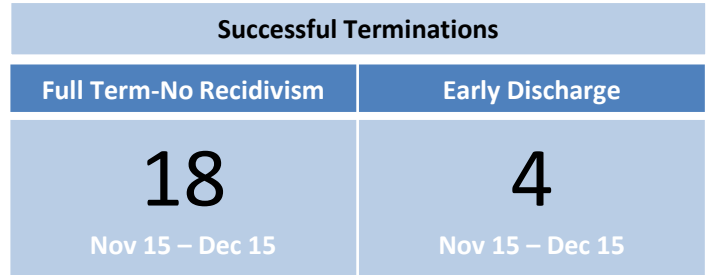 Successful Terminations
Full Term-No Recidivism
Early Discharge
18
4
Nov 15 – Dec 15
Nov 15 – Dec 15